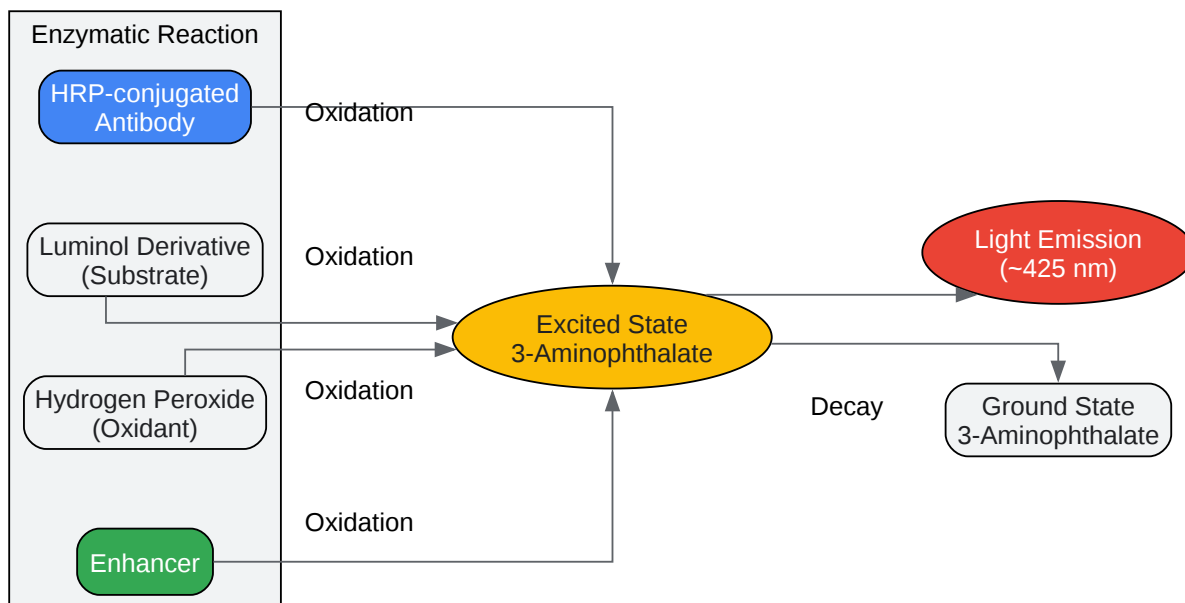 Enzymatic Reaction
HRP-conjugated
Antibody
Oxidation
Luminol Derivative
(Substrate)
Oxidation
Light Emission
(~425 nm)
Excited State
3-Aminophthalate
Hydrogen Peroxide
(Oxidant)
Oxidation
Decay
Ground State
3-Aminophthalate
Oxidation
Enhancer